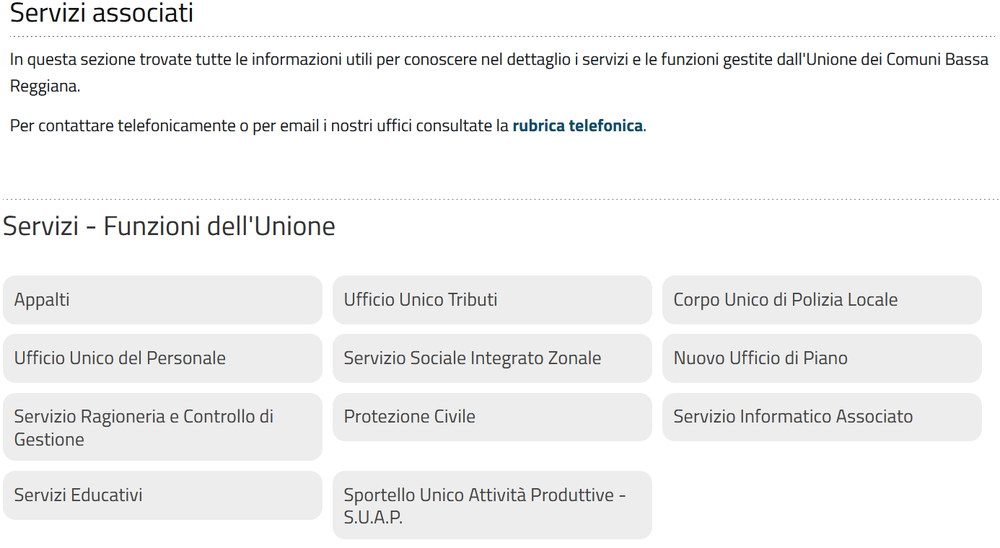 Servizi associati
In questa sezione trovate tutte le informazioni utili per conoscere nel dettaglio i servizi e le funzioni gestite dall'Unione dei Comuni Bassa
Reggiana.
Per contattare telefonicamente o per email i nostri uffici consultate la rubrica telefonica.
Servizi - Funzioni dell'Unione
Appalti
Ufficio Unico Tributi
Corpo Unico di Polizia Locale
Ufficio Unico del Personale
Servizio Sociale Integrato Zonale
Nuovo Ufficio di Piano
Servizio Ragioneria e Controllo di
Gestione
Protezione Civile
Servizio Informatico Associato
Servizi Educativi
Sportello Unico Attività Produttive -
S.U.A.P.